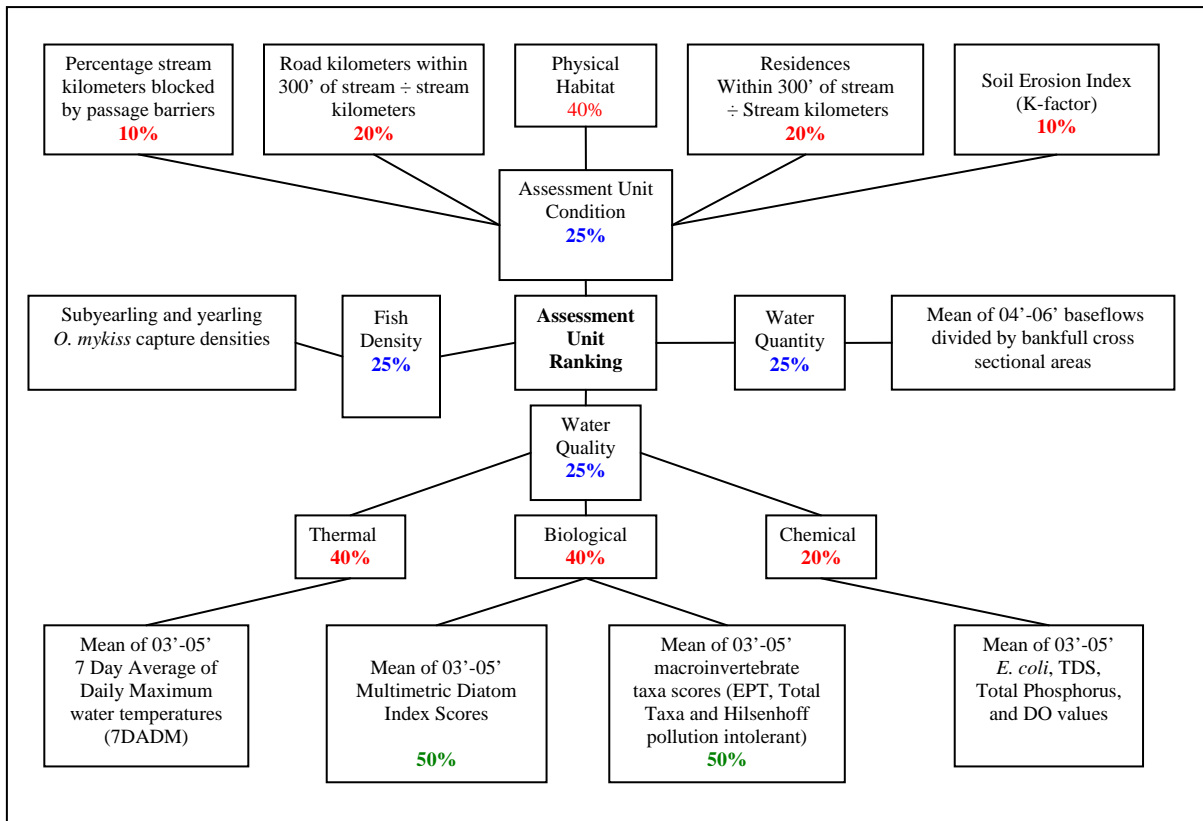 Percentage stream
kilometers blocked
by passage barriers
10%
Road kilometers within
300’ of stream ÷ stream
kilometers
20%
Physical
Habitat
40%
Residences
Within 300’ of stream
÷ Stream kilometers
20%
Soil Erosion Index
(K-factor)
10%
Assessment Unit
Condition
25%
Subyearling and yearling
O. mykiss capture densities
Fish
Density
25%
Assessment
Unit
Ranking
Water
Quantity
25%
Mean of 04’-06’ baseflows
divided by bankfull cross
sectional areas
Water
Quality
25%
Thermal
40%
Biological
40%
Chemical
20%
Mean of 03’-05’
7 Day Average of
Daily Maximum
water temperatures
(7DADM)
Mean of 03’-05’
Multimetric Diatom
Index Scores
50%
Mean of 03’-05’
macroinvertebrate
taxa scores (EPT, Total
Taxa and Hilsenhoff
pollution intolerant)
50%
Mean of 03’-05’
E. coli, TDS,
Total Phosphorus,
and DO values